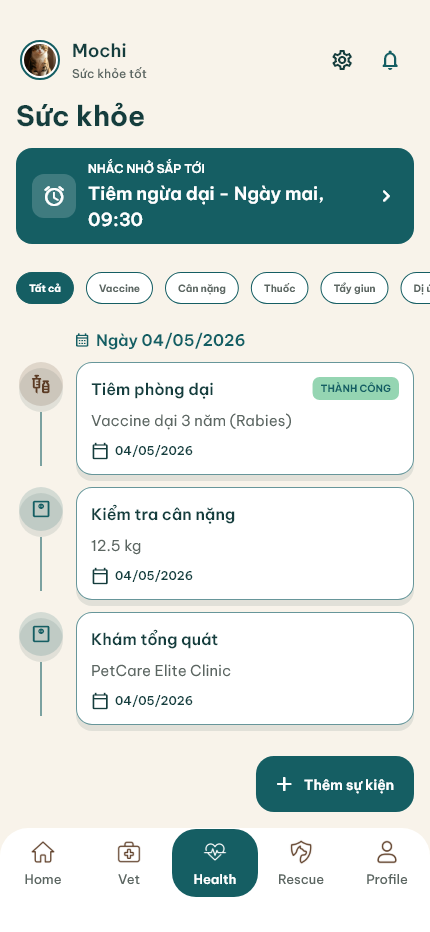 Mochi
Sức khỏe tốt
Sức khỏe
NHẮC NHỞ SẮP TỚI
Tiêm ngừa dại - Ngày mai,
09:30
Tất cả
Vaccine
Cân nặng
Thuốc
Tẩy giun
Ngày 04/05/2026
Tiêm phòng dại
THÀNH CÔNG
Vaccine dại 3 năm (Rabies)
04/05/2026
Kiểm tra cân nặng
12.5 kg
04/05/2026
Khám tổng quát
PetCare Elite Clinic
04/05/2026
Thêm sự kiện
Home
Vet
Health
Rescue
Profile